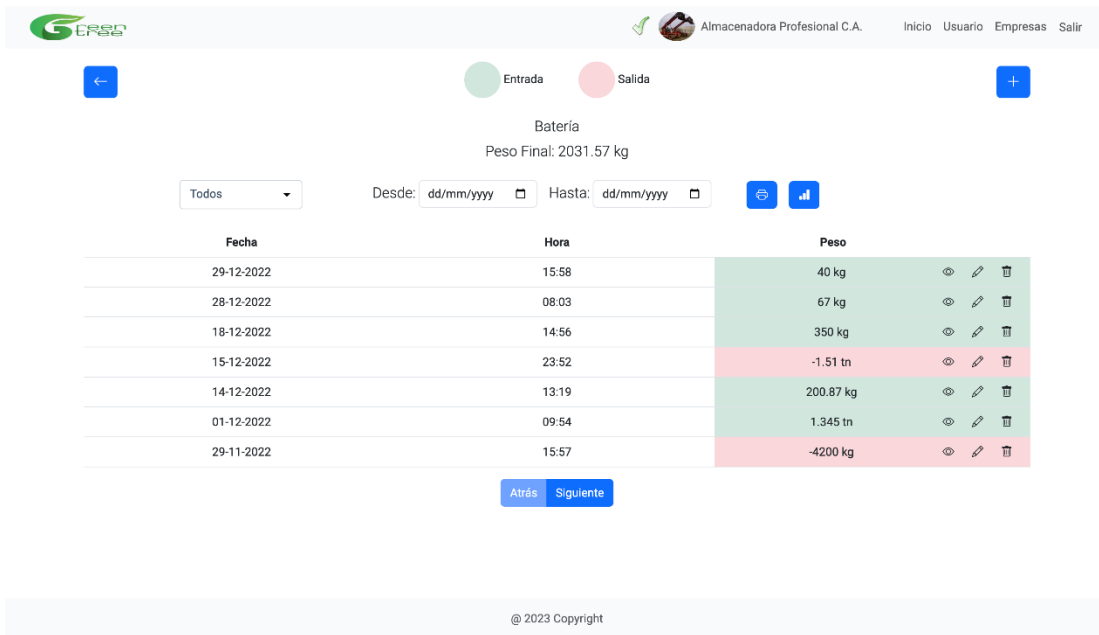 Green
tree
Almacenadora Profesional C.A. Inicio Usuario Empresas Salir
Entrada Salida
Batería
Peso Final: 2031.57 kg
Todos Desde: dd/mm/yyyy Hasta: dd/mm/yyyy
Fecha Hora Peso
29-12-2022 15:58 40 kg
28-12-2022 08:03 67 kg
18-12-2022 14:56 350 kg
15-12-2022 23:52 -1.51 tn
14-12-2022 13:19 200.87 kg
01-12-2022 09:54 1.345 tn
29-11-2022 15:57 -4200 kg
Atrás Siguiente
@ 2023 Copyright